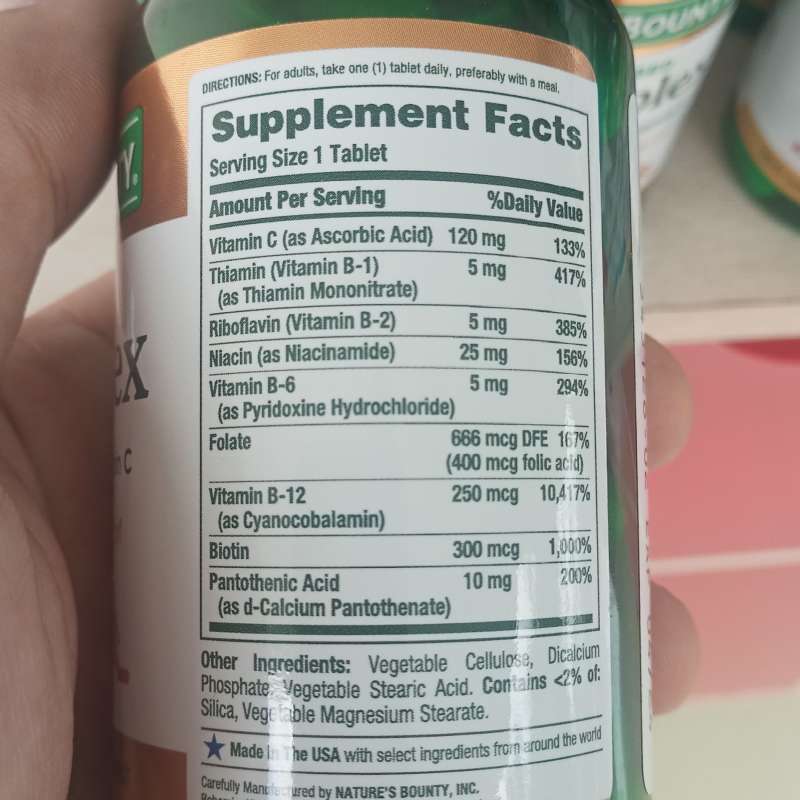 DIRECTIONS: For adults, take one (1) tablet daily, preferably with a meal.
Supplement Facts
Serving Size 1 Tablet
Amount Per Serving %Daily Value
Vitamin C (as Ascorbic Acid) 120 mg 133%
Thiamin (Vitamin B-1) 5 mg 417%
(as Thiamin Mononitrate)
Riboflavin (Vitamin B-2) 5 mg 385%
Niacin (as Niacinamide) 25 mg 156%
Vitamin B-6 5 mg 294%
(as Pyridoxine Hydrochloride)
Folate 666 mcg DFE 167%
(400 mcg folic acid)
Vitamin B-12 250 mcg 10,417%
(as Cyanocobalamin)
Biotin 300 mcg 1,000%
Pantothenic Acid 10 mg 200%
(as d-Calcium Pantothenate)
Other Ingredients: Vegetable Cellulose, Dicalcium
Phosphate, Vegetable Stearic Acid. Contains <2% of:
Silica, Vegetable Magnesium Stearate.
Made In The USA with select ingredients from around the world
Carefully Manufactured by NATURE'S BOUNTY, INC.
ex
C
BOUNTY